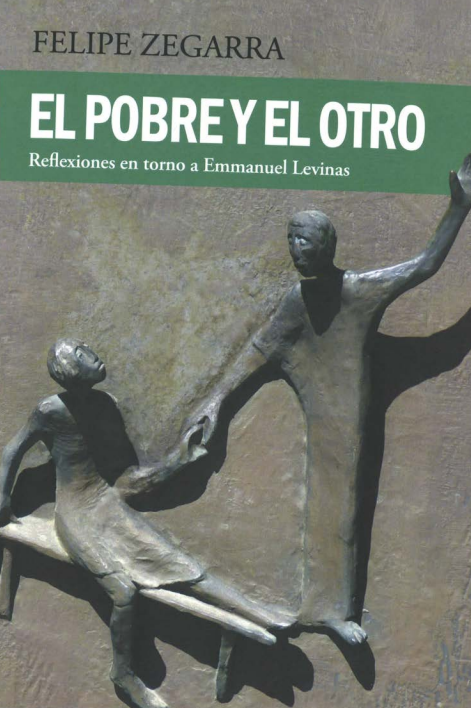 FELIPE ZEGARRA
EL POBRE Y EL OTRO
Reflexiones en torno a Emmanuel Levinas